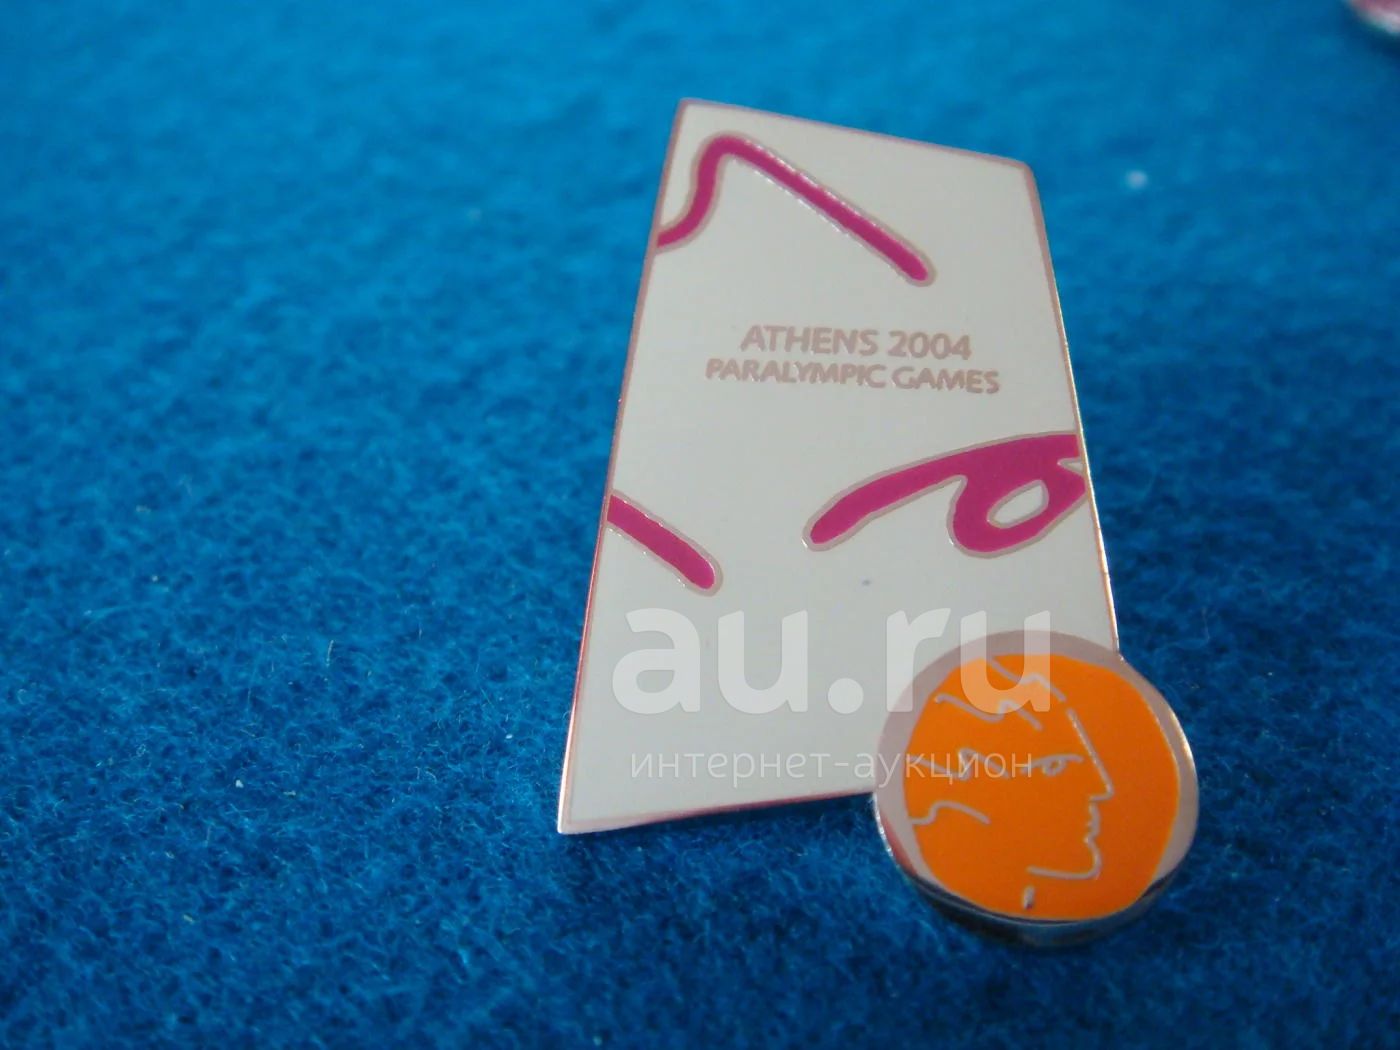 ATHENS 2004
PARALYMPIC GAMES
au.ru
интернет-аукцион